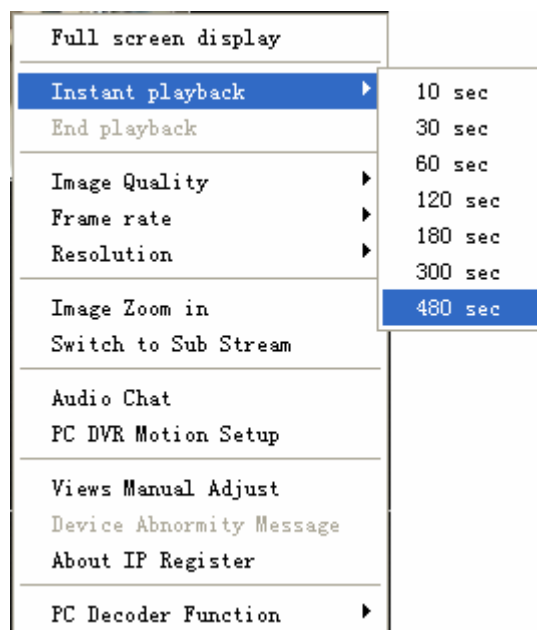 Full screen display
Instant playback
End playback
Image Quality
Frame rate
Resolution
Image Zoom in
Switch to Sub Stream
Audio Chat
PC DVR Motion Setup
Views Manual Adjust
Device Abnormity Message
About IP Register
PC Decoder Function
10 sec
30 sec
60 sec
120 sec
180 sec
300 sec
480 sec